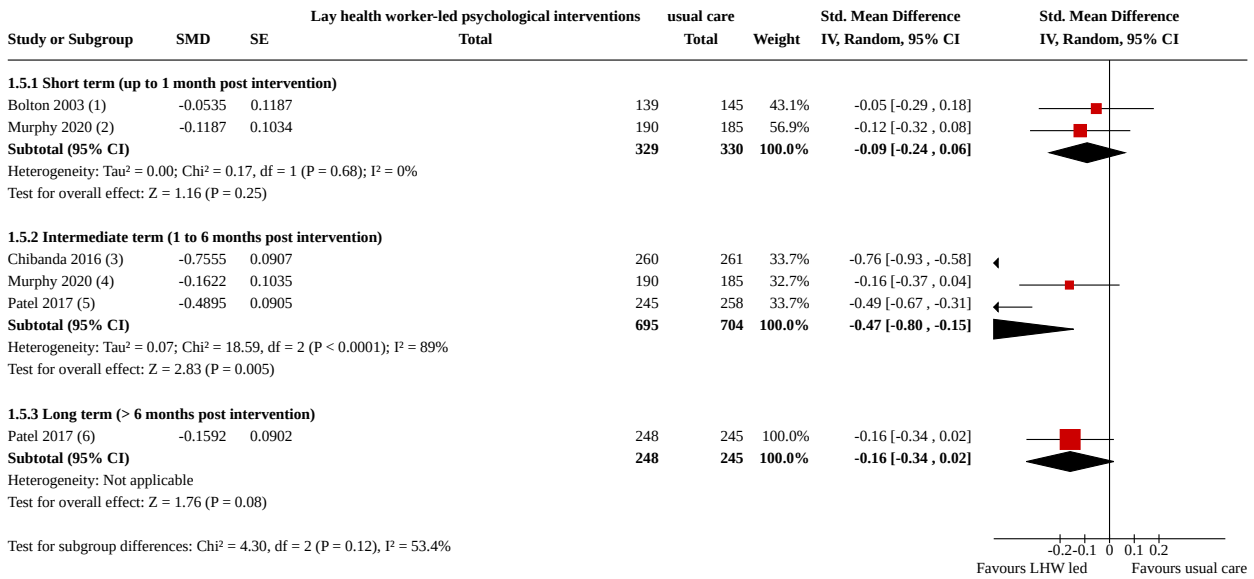 Lay health worker-led psychological interventions usual care Std. Mean Difference Std. Mean Difference
Study or Subgroup SMD SE Total Total Weight IV, Random, 95% CI IV, Random, 95% CI
1.5.1 Short term (up to 1 month post intervention)
Bolton 2003 (1) -0.0535 0.1187 139 145 43.1% -0.05 [-0.29 , 0.18]
Murphy 2020 (2) -0.1187 0.1034 190 185 56.9% -0.12 [-0.32 , 0.08]
Subtotal (95% CI) 329 330 100.0% -0.09 [-0.24 , 0.06]
Heterogeneity: Tau² = 0.00; Chi² = 0.17, df = 1 (P = 0.68); I² = 0%
Test for overall effect: Z = 1.16 (P = 0.25)
1.5.2 Intermediate term (1 to 6 months post intervention)
Chibanda 2016 (3) -0.7555 0.0907 260 261 33.7% -0.76 [-0.93 , -0.58]
Murphy 2020 (4) -0.1622 0.1035 190 185 32.7% -0.16 [-0.37 , 0.04]
Patel 2017 (5) -0.4895 0.0905 245 258 33.7% -0.49 [-0.67 , -0.31]
Subtotal (95% CI) 695 704 100.0% -0.47 [-0.80 , -0.15]
Heterogeneity: Tau² = 0.07; Chi² = 18.59, df = 2 (P < 0.0001); I² = 89%
Test for overall effect: Z = 2.83 (P = 0.005)
1.5.3 Long term (> 6 months post intervention)
Patel 2017 (6) -0.1592 0.0902 248 245 100.0% -0.16 [-0.34 , 0.02]
Subtotal (95% CI) 248 245 100.0% -0.16 [-0.34 , 0.02]
Heterogeneity: Not applicable
Test for overall effect: Z = 1.76 (P = 0.08)
Test for subgroup differences: Chi² = 4.30, df = 2 (P = 0.12), I² = 53.4%
-0.2 -0.1 0 0.1 0.2
Favours LHW led Favours usual care